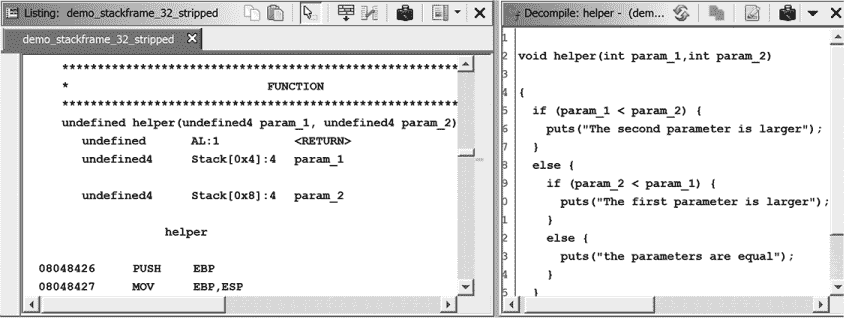 Listing: demo_stackframe_32_stripped
demo_stackframe_32_stripped
*************************************************************
* FUNCTION
*************************************************************
undefined helper(undefined4 param_1, undefined4 param_2)
undefined AL:1 <RETURN>
undefined4 Stack[0x4]:4 param_1
undefined4 Stack[0x8]:4 param_2
helper
08048426 PUSH EBP
08048427 MOV EBP,ESP
Decompile: helper - (dem...
1
2 void helper(int param_1,int param_2)
3
4 {
5 if (param_1 < param_2) {
6 puts("The second parameter is larger");
7 }
8 else {
9 if (param_2 < param_1) {
0 puts("The first parameter is larger");
1 }
2 else {
3 puts("the parameters are equal");
4 }
5 }